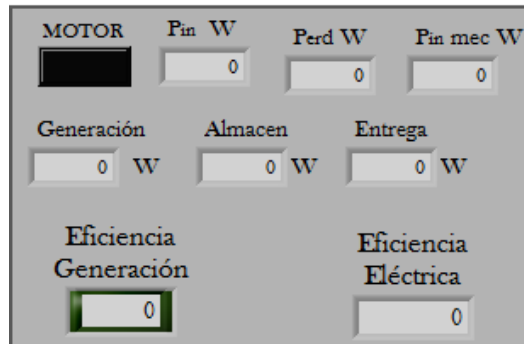 MOTOR Pin W Perd W Pin mec W
0 0 0
Generación Almacen Entrega
0 W 0 W 0 W
Eficiencia Eficiencia
Generación Eléctrica
0 0